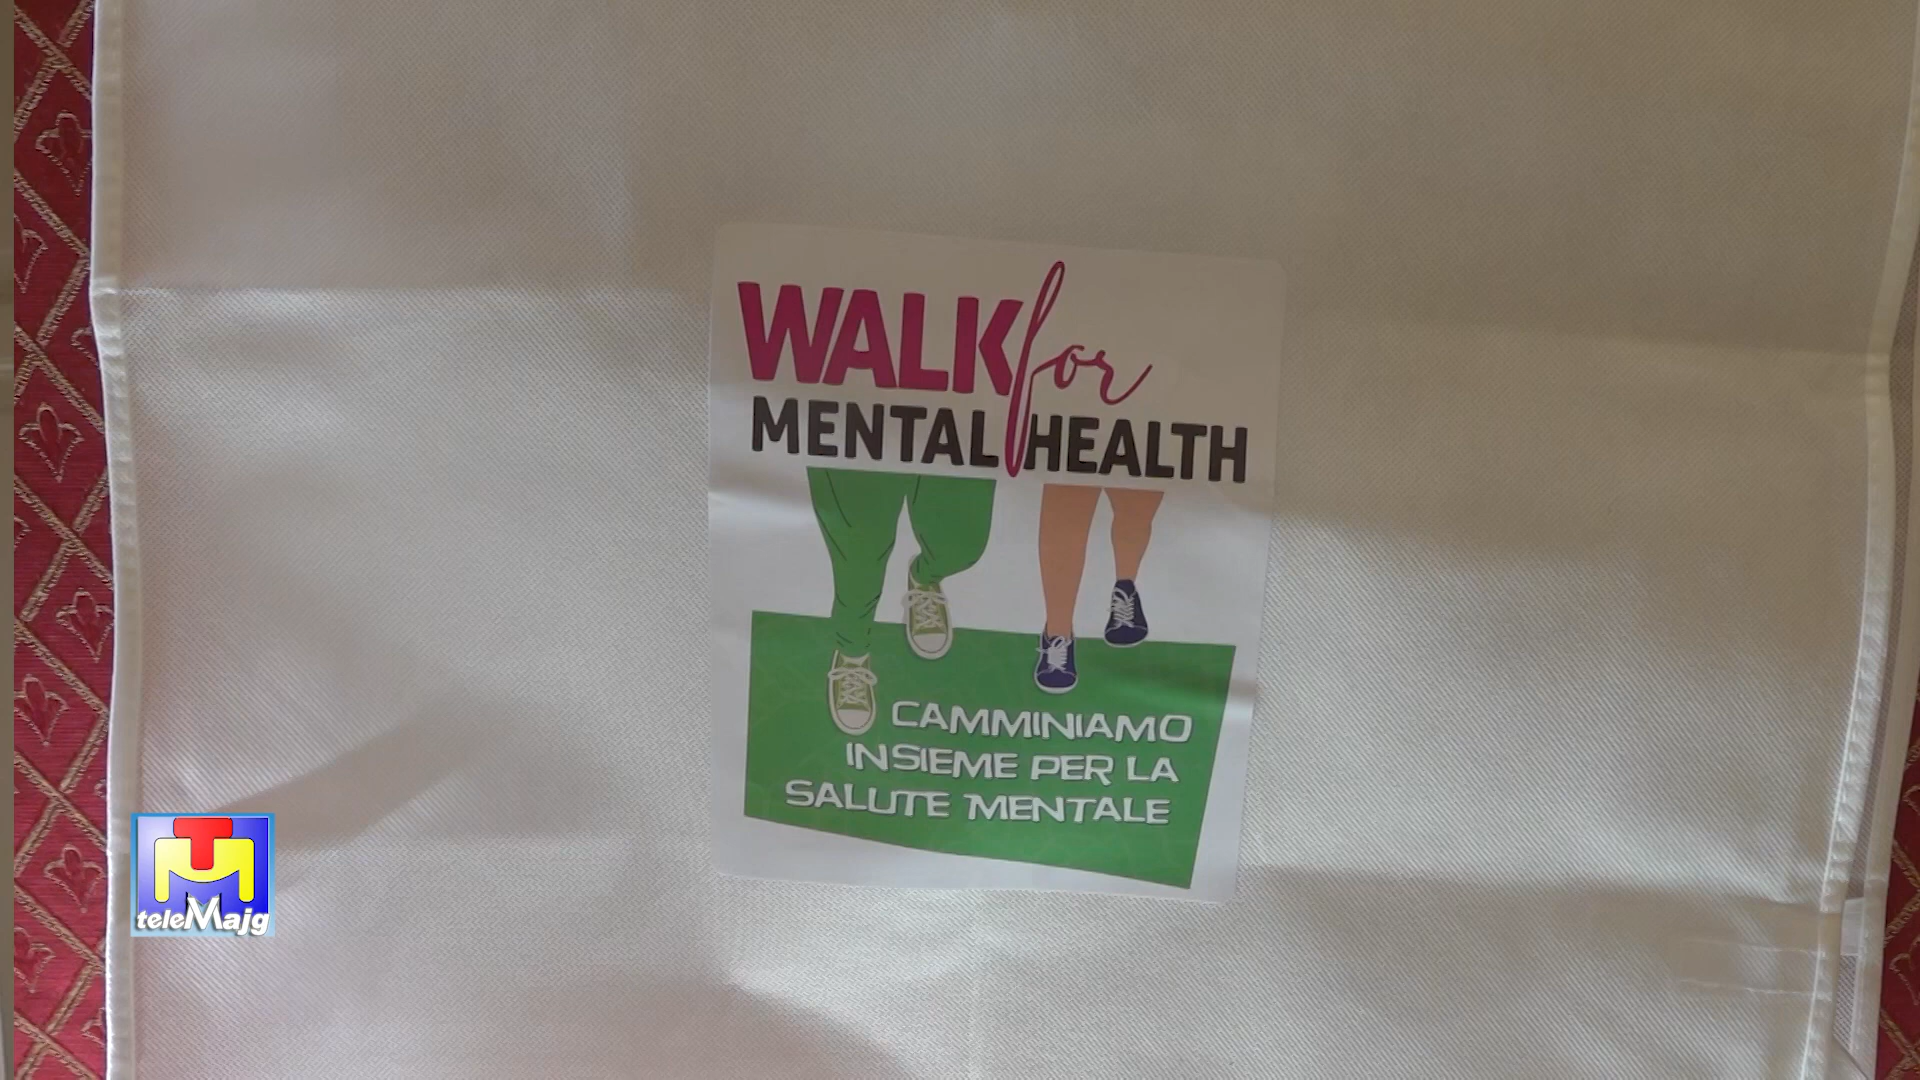 WALK for
MENTAL HEALTH
CAMMINIAMO
INSIEME PER LA
SALUTE MENTALE
teleMajg